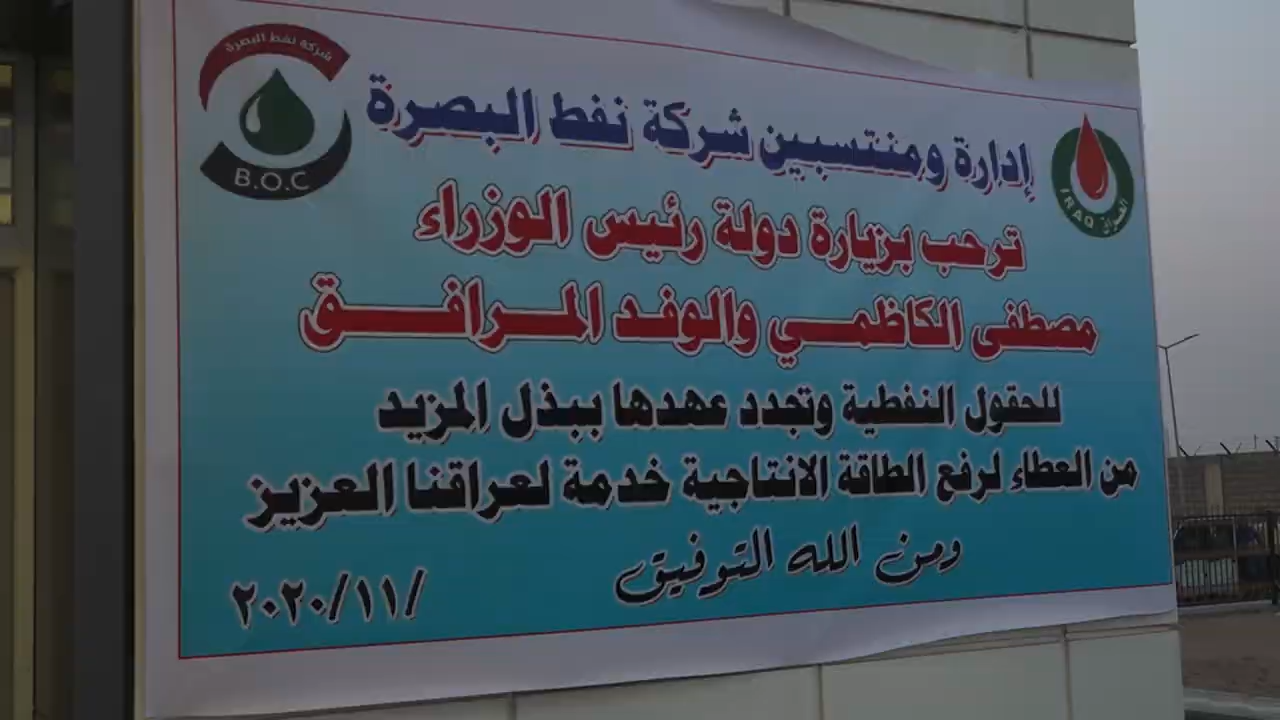 شركة نفط البصرة
B.O.C
إدارة ومنتسبين شركة نفط البصرة
العراق
IRAQ
ترحب بزيارة دولة رئيس الوزراء
مصطفى الكاظمي والوفد المرافق
للحقول النفطية وتجدد عهدها ببذل المزيد
من العطاء لرفع الطاقة الانتاجية خدمة لعراقنا العزيز
ومن الله التوفيق
/٢٠٢٠/١١